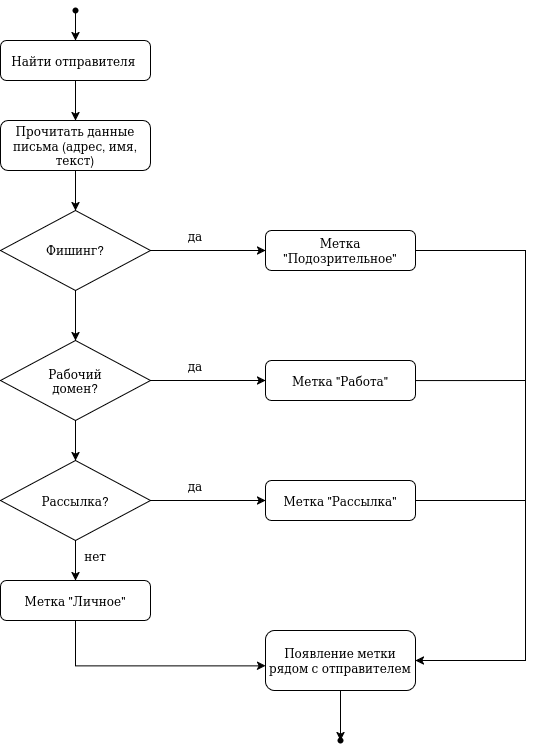 Найти отправителя
Прочитать данные
письма (адрес, имя,
текст)
Фишинг?
да
Метка
"Подозрительное"
Рабочий
домен?
да
Метка "Работа"
Рассылка?
да
Метка "Рассылка"
нет
Метка "Личное"
Появление метки
рядом с отправителем